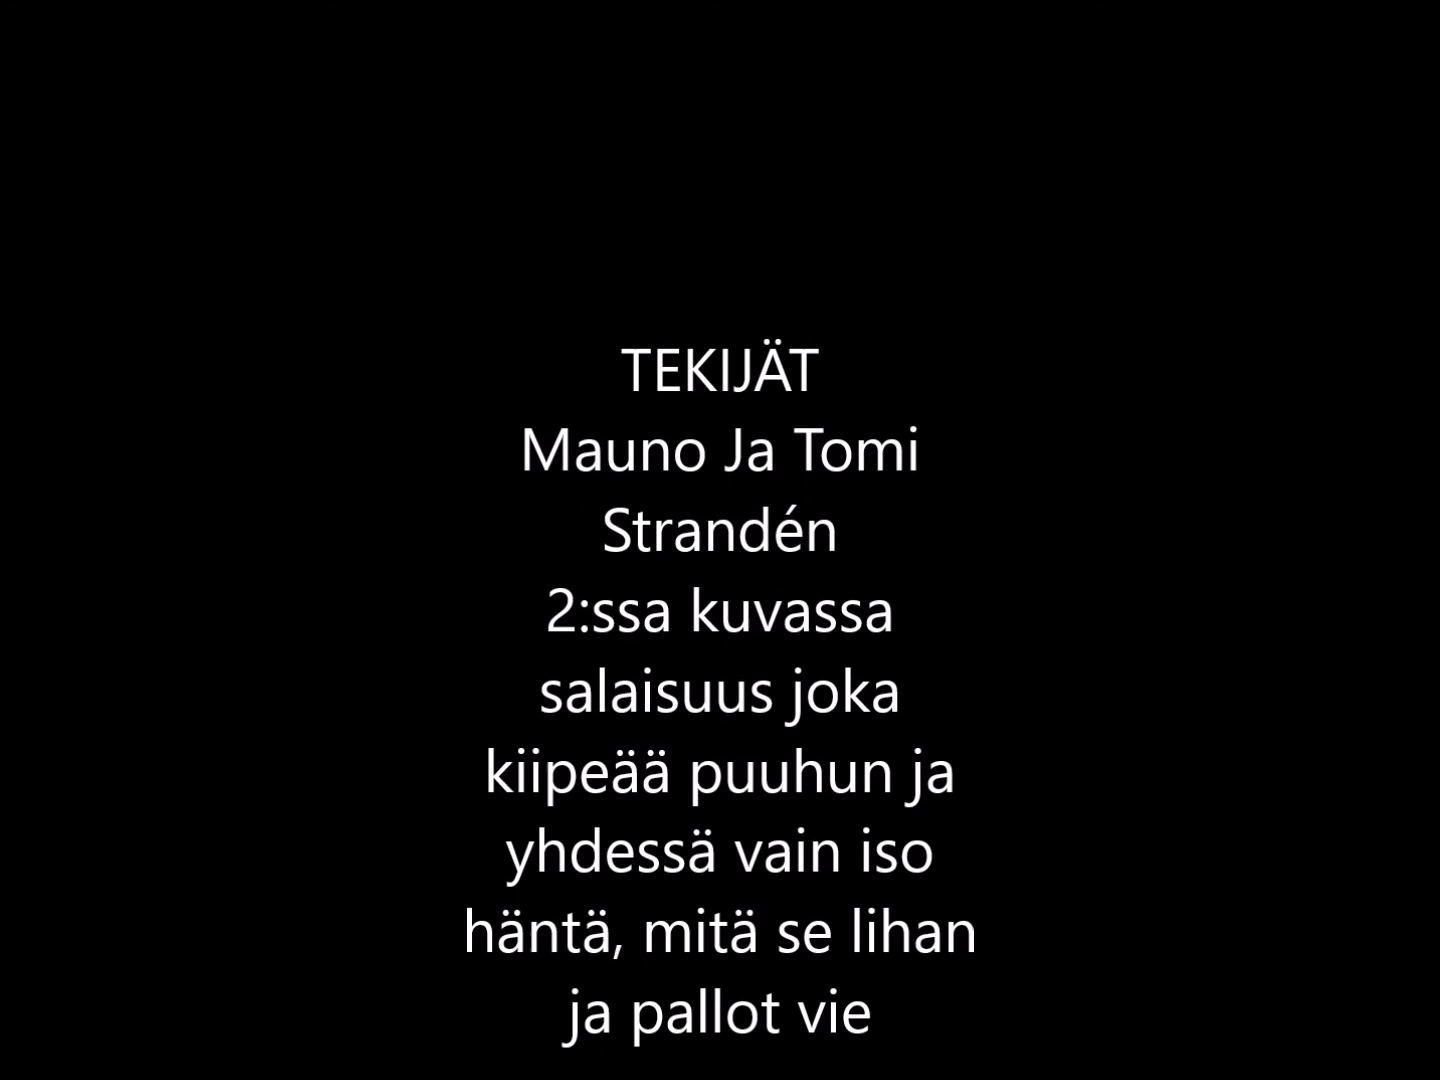 TEKIJÄT
Mauno Ja Tomi
Strandén
2:ssa kuvassa
salaisuus joka
kiipeää puuhun ja
yhdessä vain iso
häntä, mitä se lihan
ja pallot vie